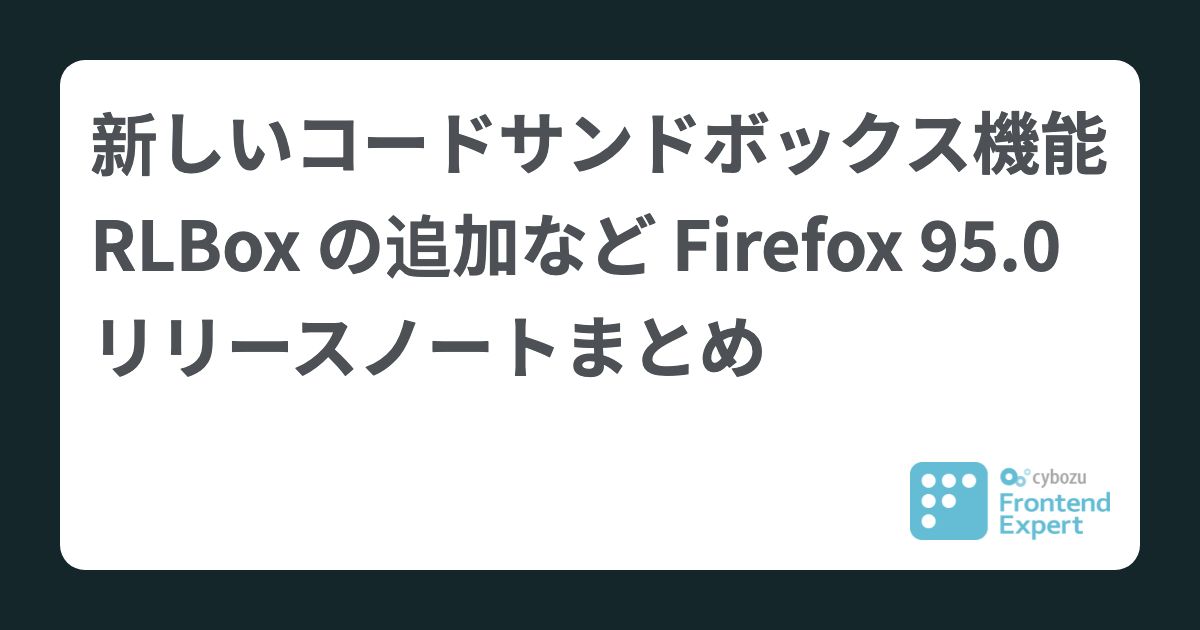 新しいコードサンドボックス機能
RLBox の追加など Firefox 95.0
リリースノートまとめ
cybozu
Frontend
Expert